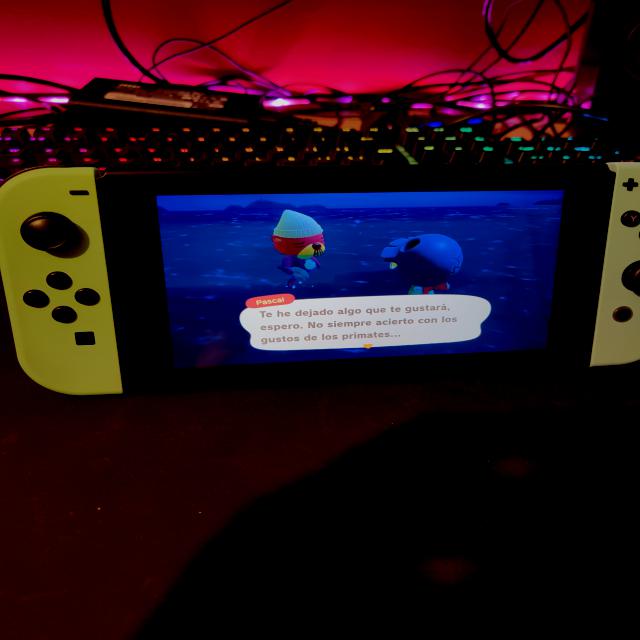 Pascal
Te he dejado algo que te gustará,
espero. No siempre acierto con los
gustos de los primates...